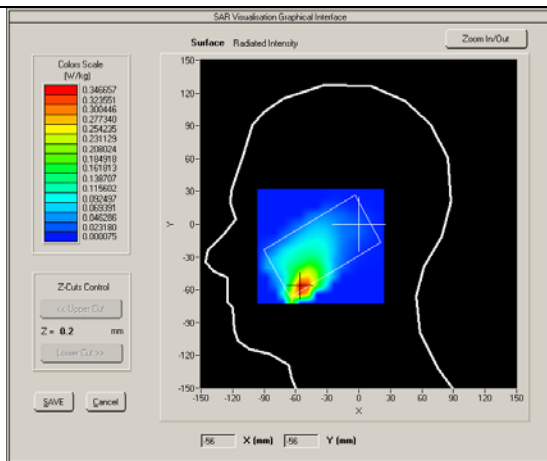 SAR Visualisation Graphical Interface
Surface Radiated Intensity
Zoom In/Out
Colors Scale
(W/kg)
0.346657
0.323551
0.300446
0.277340
0.254235
0.231129
0.208024
0.184918
0.161813
0.138707
0.115602
0.092497
0.069391
0.046286
0.023180
0.000075
Z-Cuts Control
<< Upper Cut
Z = 0.2 mm
Lower Cut >>
SAVE Cancel
150
120
90
60
30
0
-30
-60
-90
-120
-150
Y
-150 -120 -90 -60 -30 0 30 60 90 120 150
X
-56 X (mm) -56 Y (mm)